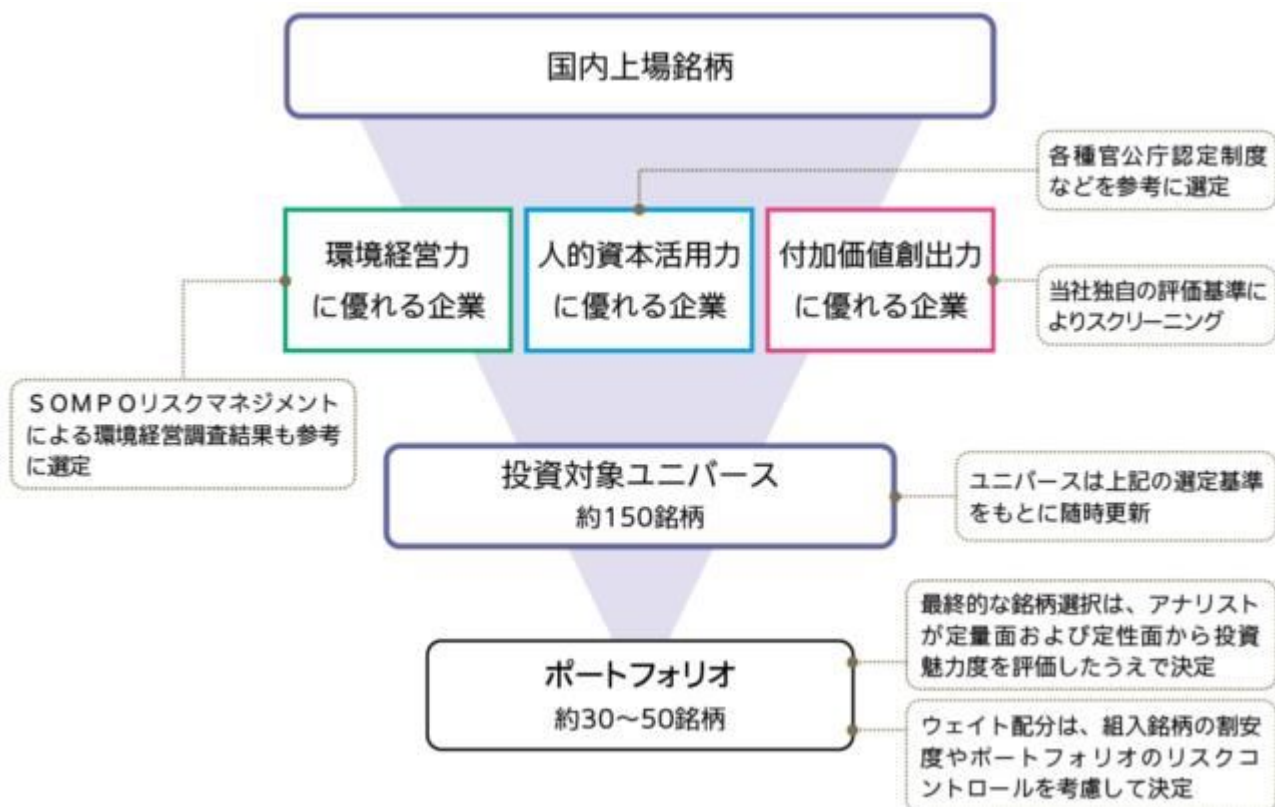 国内上場銘柄
各種官公庁認定制度
などを参考に選定
環境経営力
に優れる企業
人的資本活用力
に優れる企業
付加価値創出力
に優れる企業
当社独自の評価基準に
よりスクリーニング
SOMPOリスクマネジメント
による環境経営調査結果も参考
に選定
投資対象ユニバース
約150銘柄
ユニバースは上記の選定基準
をもとに随時更新
最終的な銘柄選択は、アナリスト
が定量面および定性面から投資
魅力度を評価したうえで決定
ポートフォリオ
約30～50銘柄
ウェイト配分は、組入銘柄の割安
度やポートフォリオのリスクコ
ントロールを考慮して決定